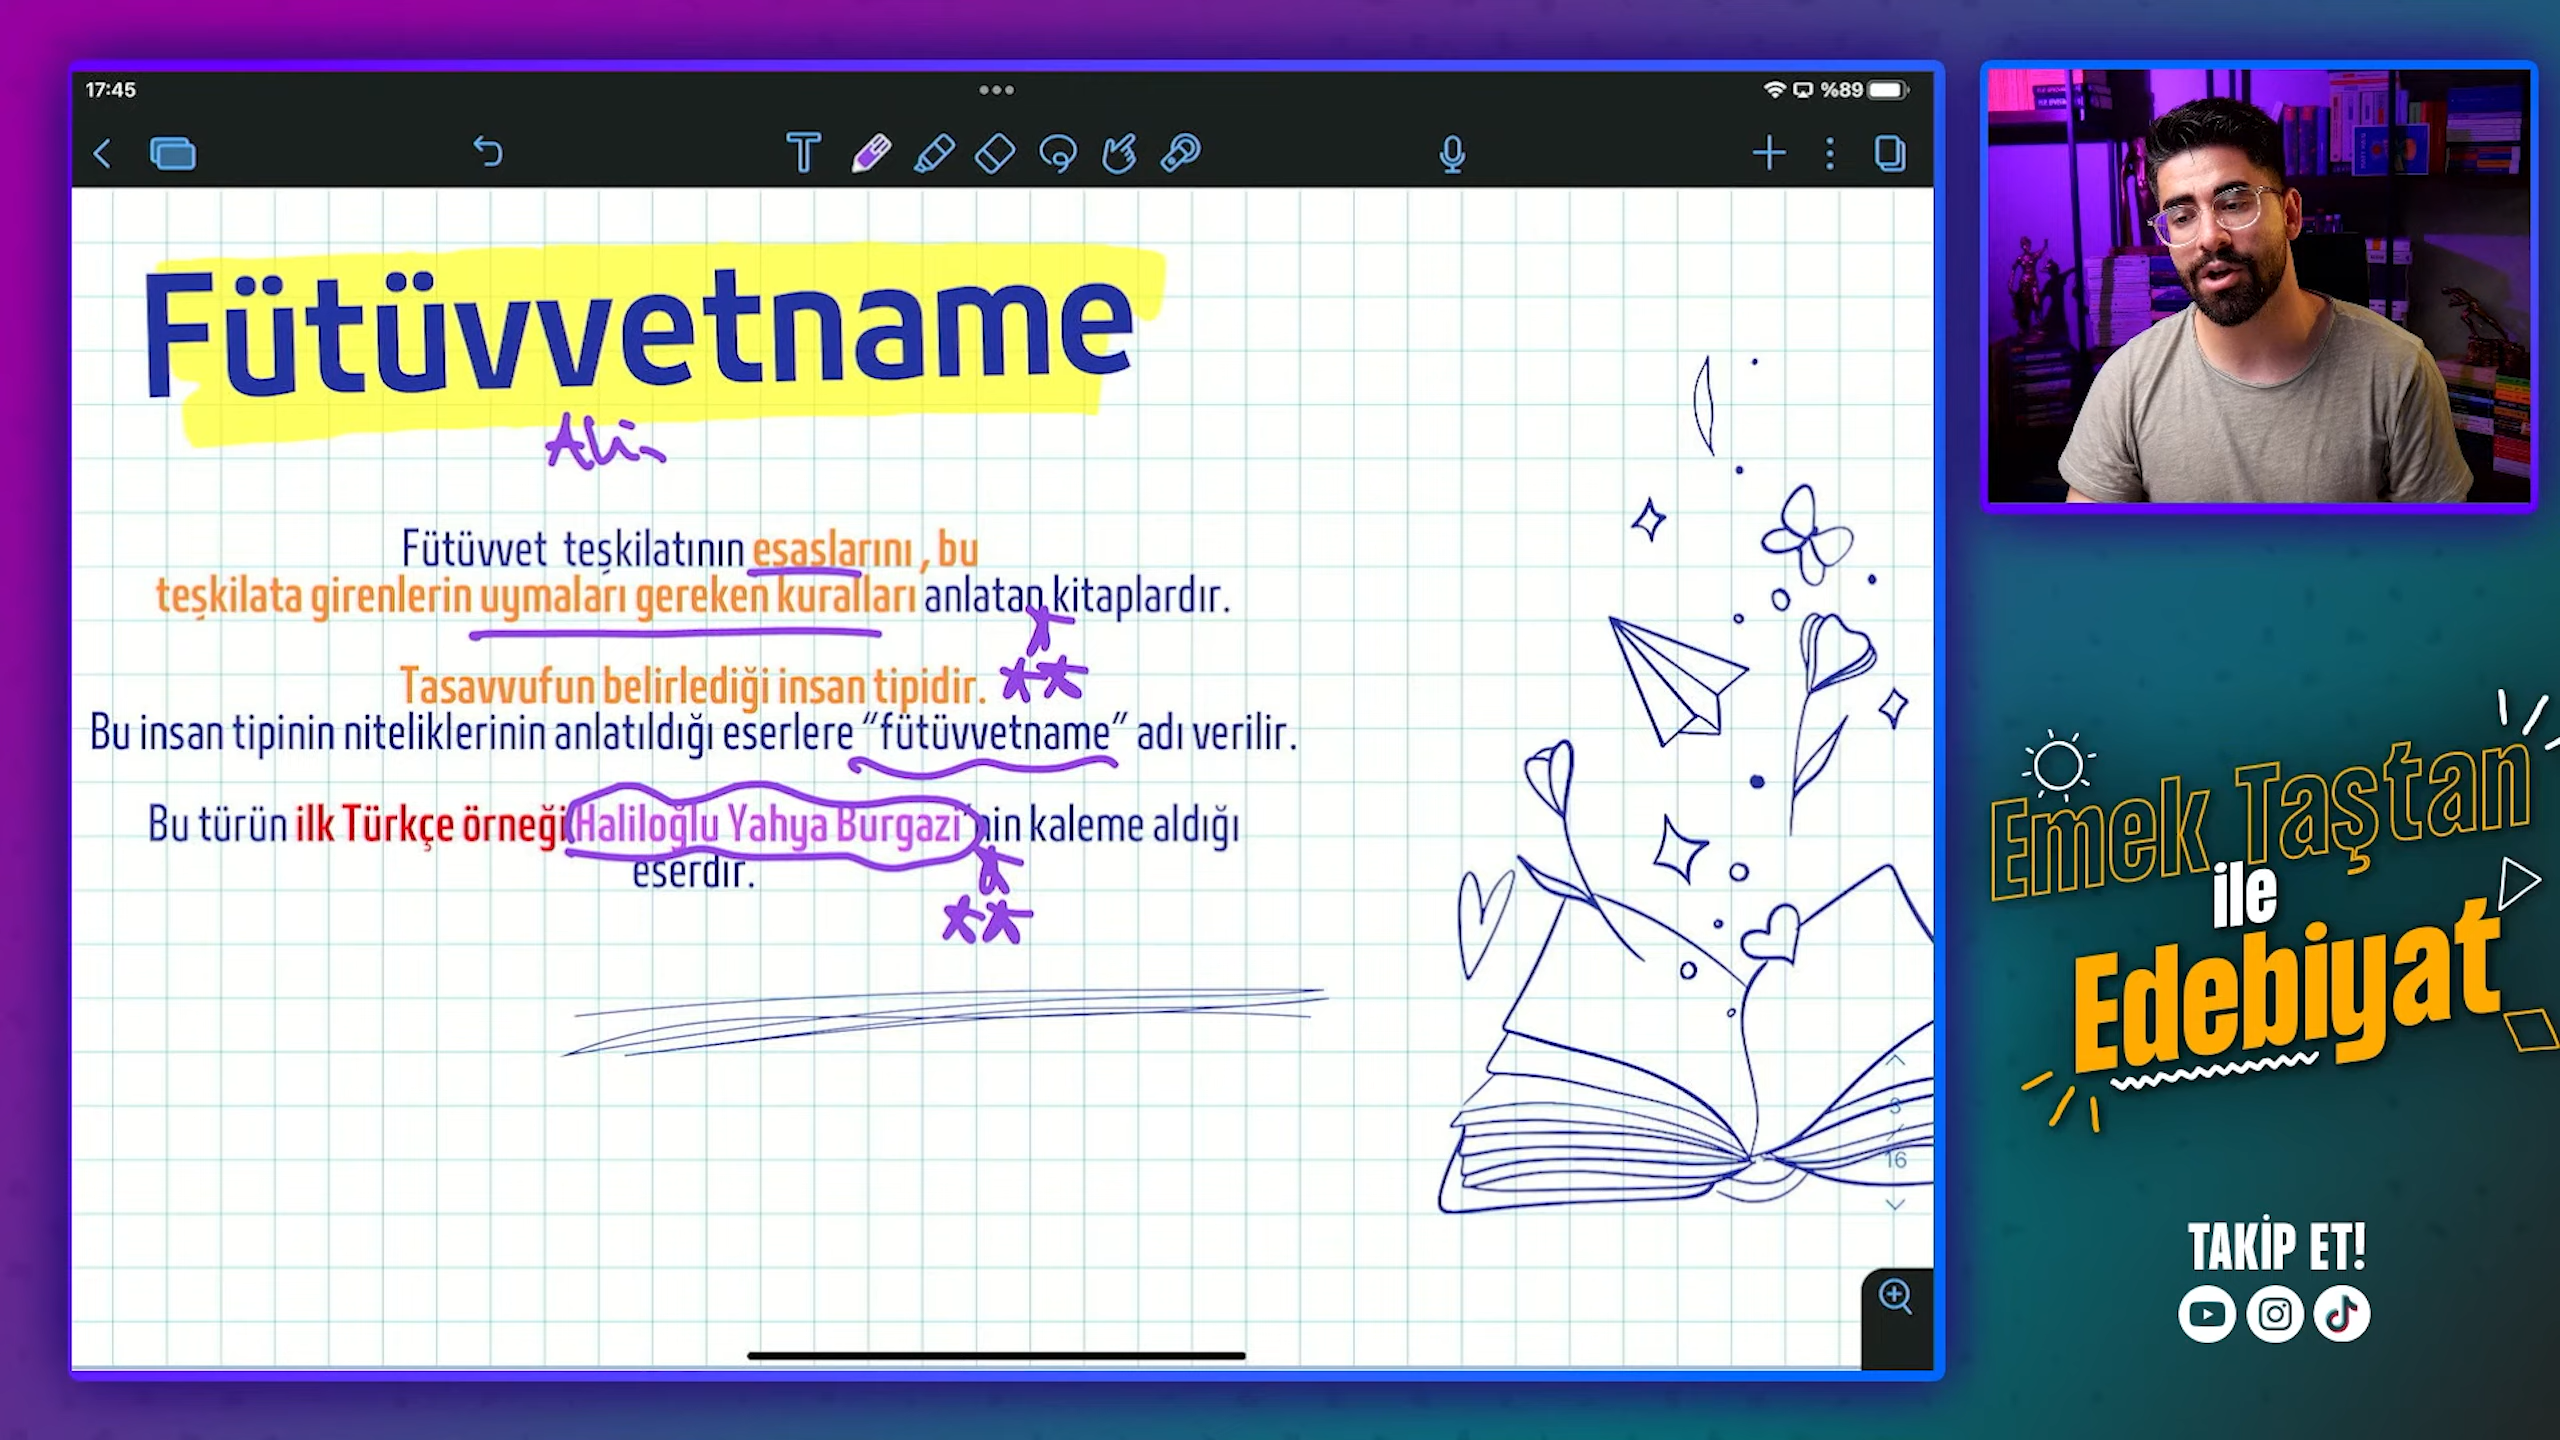 17:45
%89
Fütüvvetname
Fütüvvet teşkilatının esaslarını , bu
teşkilata girenlerin uymaları gereken kuralları anlatan kitaplardır.
Tasavvufun belirlediği insan tipidir.
Bu insan tipinin niteliklerinin anlatıldığı eserlere “fütüvvetname” adı verilir.
Bu türün ilk Türkçe örneği Haliloğlu Yahya Burgazi’nin kaleme aldığı
eserdir.
3
/
16
Emek Taştan
ile
Edebiyat
TAKİP ET!